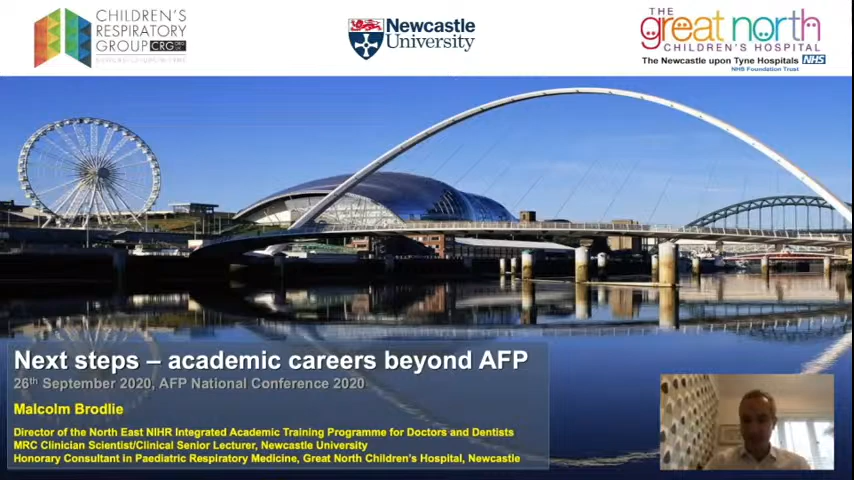 CHILDREN'S
RESPIRATORY
GROUP CRG
Newcastle
University
THE
great north
CHILDREN'S HOSPITAL
The Newcastle upon Tyne Hospitals NHS
NHS Foundation Trust
Next steps – academic careers beyond AFP
26th September 2020, AFP National Conference 2020
Malcolm Brodlie
Director of the North East NIHR Integrated Academic Training Programme for Doctors and Dentists
MRC Clinician Scientist/Clinical Senior Lecturer, Newcastle University
Honorary Consultant in Paediatric Respiratory Medicine, Great North Children's Hospital, Newcastle